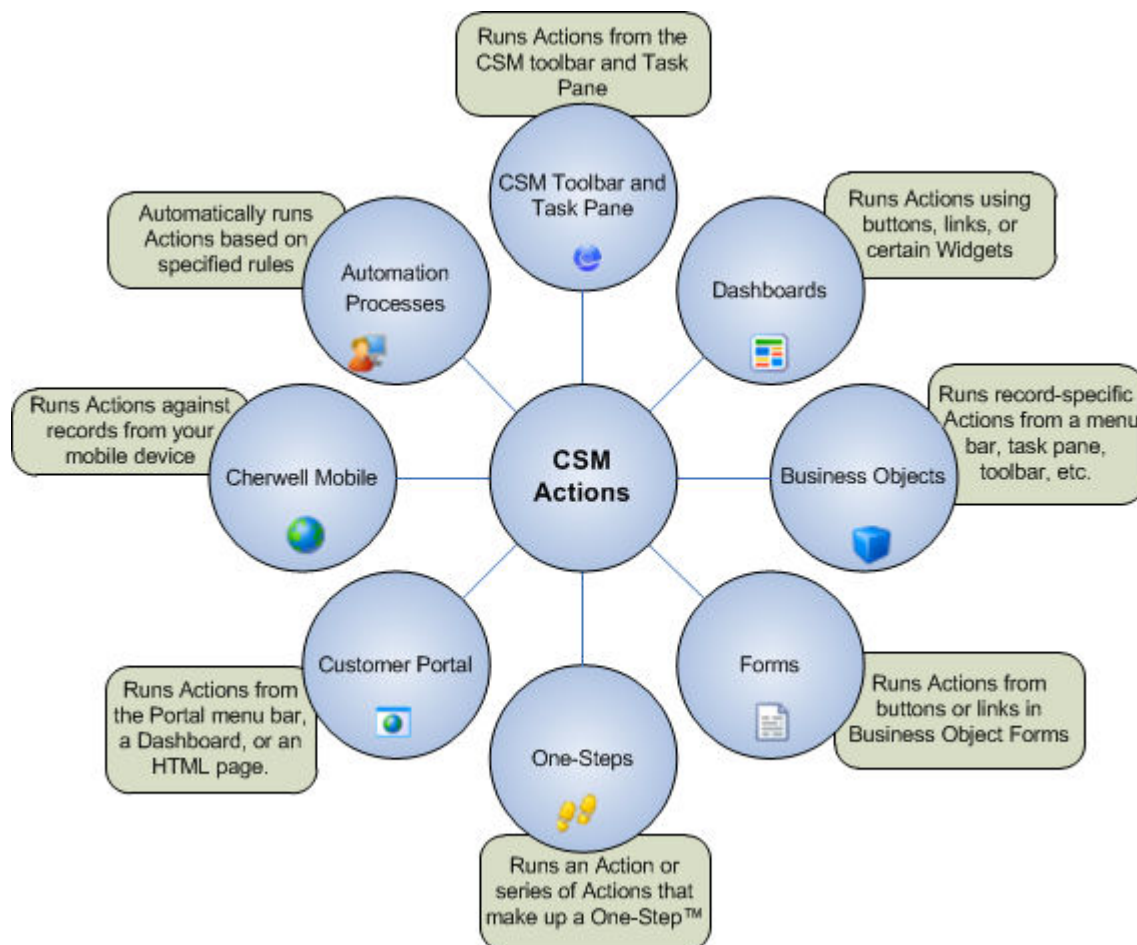 Runs Actions from the
CSM toolbar and Task
Pane
CSM Toolbar and
Task Pane
Automatically runs
Actions based on
specified rules
Automation
Processes
Runs Actions using
buttons, links, or
certain Widgets
Dashboards
Runs Actions against
records from your
mobile device
Cherwell Mobile
CSM
Actions
Business Objects
Runs record-specific
Actions from a menu
bar, task pane,
toolbar, etc.
Customer Portal
Runs Actions from
the Portal menu bar,
a Dashboard, or an
HTML page.
Forms
Runs Actions from
buttons or links in
Business Object Forms
One-Steps
Runs an Action or
series of Actions that
make up a One-Step™